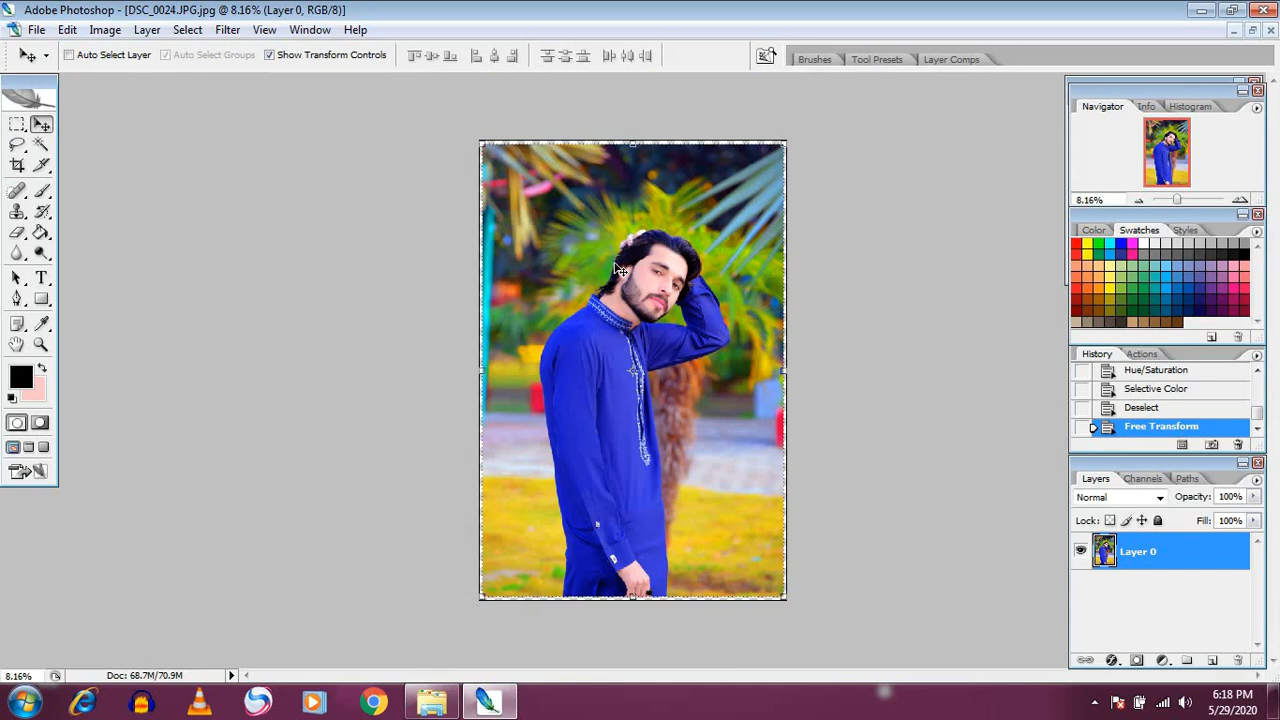 Adobe Photoshop - [DSC_0024.JPG.jpg @ 8.16% (Layer 0, RGB/8)]
File Edit Image Layer Select Filter View Window Help
Auto Select Layer Auto Select Groups Show Transform Controls Brushes Tool Presets Layer Comps
Navigator Info Histogram
8.16%
Color Swatches Styles
History Actions
Hue/Saturation
Selective Color
Deselect
Free Transform
Layers Channels Paths
Normal Opacity: 100%
Lock: Fill: 100%
Layer 0
8.16% Doc: 68.7M/70.9M
6:18 PM
5/29/2020